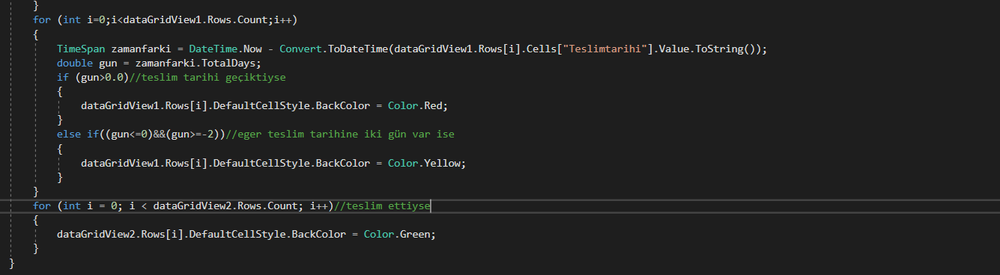 }
for (int i=0;i<dataGridView1.Rows.Count;i++)
{
TimeSpan zamanfarki = DateTime.Now - Convert.ToDateTime(dataGridView1.Rows[i].Cells["Teslimtarihi"].Value.ToString());
double gun = zamanfarki.TotalDays;
if (gun>0.0)//teslim tarihi geçiktiyse
{
dataGridView1.Rows[i].DefaultCellStyle.BackColor = Color.Red;
}
else if((gun<=0)&&(gun>=-2))//eger teslim tarihine iki gün var ise
{
dataGridView1.Rows[i].DefaultCellStyle.BackColor = Color.Yellow;
}
}
for (int i = 0; i < dataGridView2.Rows.Count; i++)//teslim ettiyse
{
dataGridView2.Rows[i].DefaultCellStyle.BackColor = Color.Green;
}
}